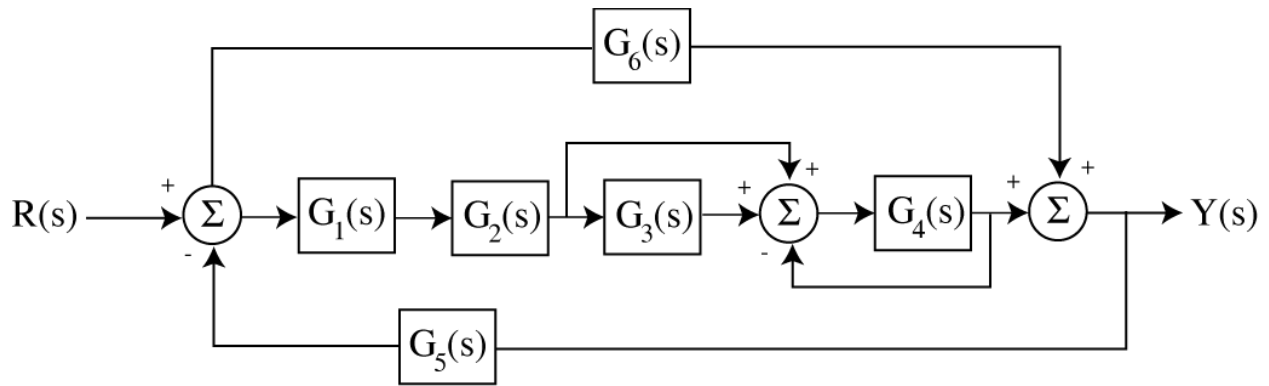 G6(s)
+ +
R(s) + Σ G1(s) G2(s) G3(s) + Σ G4(s) + Σ Y(s)
- -
G5(s)